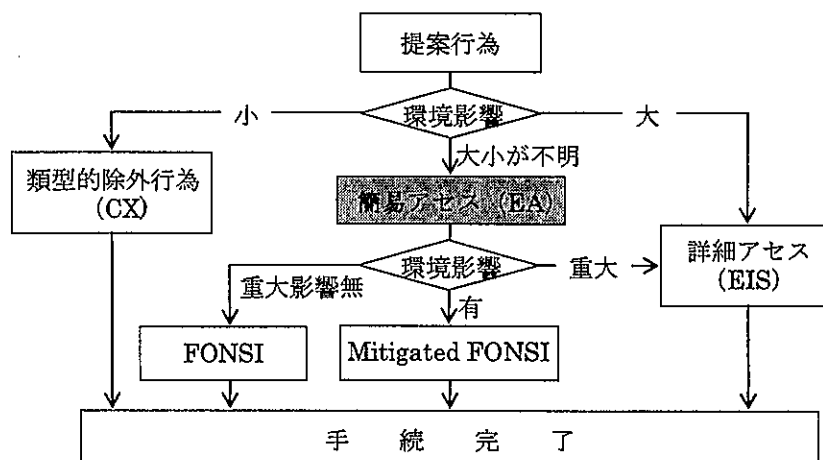 提案行為
小
環境影響
大
類型的除外行為
(CX)
大小が不明
簡易アセス (EA)
重大影響無
環境影響
重大
詳細アセス
(EIS)
有
FONSI
Mitigated FONSI
手続完了